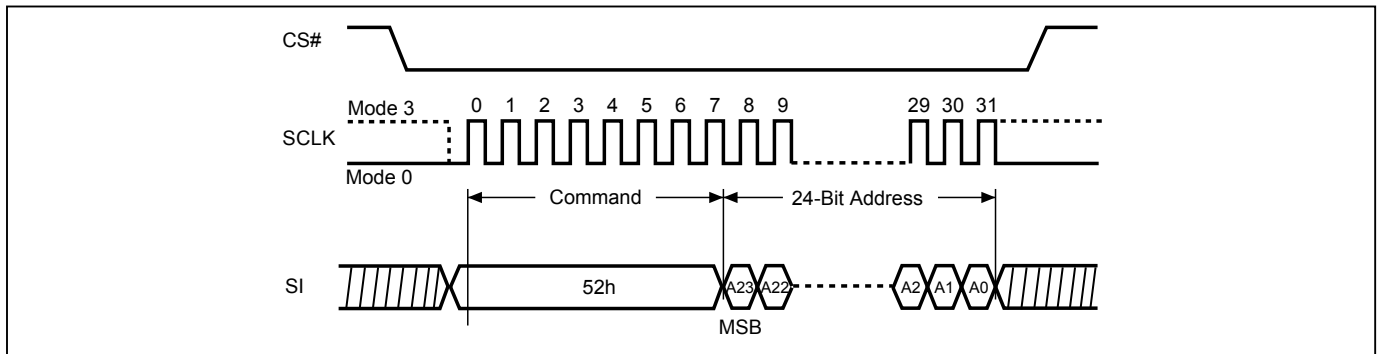 CS#
Mode 3
0 1 2 3 4 5 6 7 8 9 29 30 31
SCLK
Mode 0
Command
24-Bit Address
SI
52h
A23 A22 A2 A1 A0
MSB